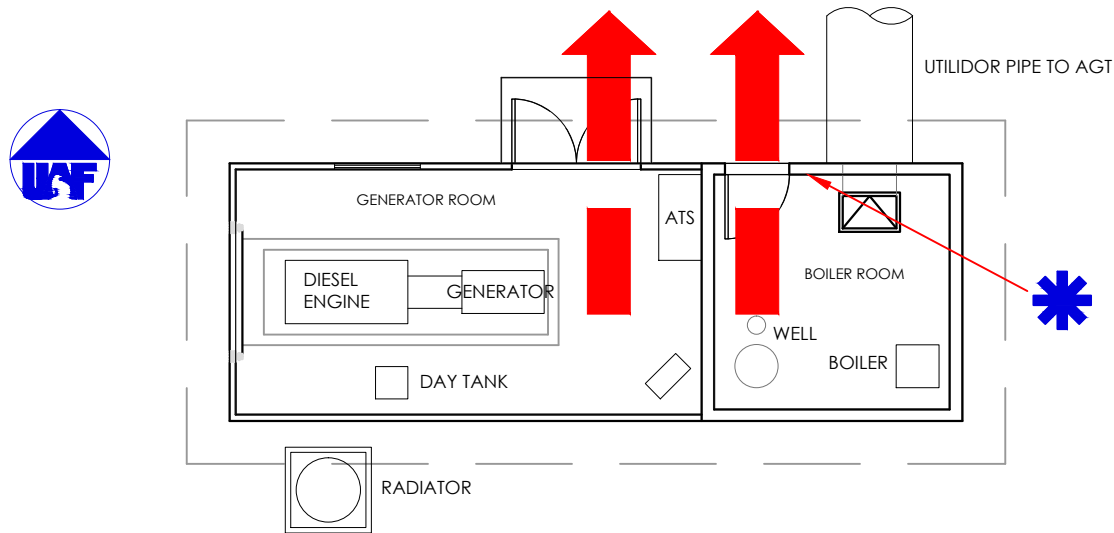 UTILIDOR PIPE TO AGT
UAF
GENERATOR ROOM
ATS
BOILER ROOM
DIESEL
ENGINE
GENERATOR
WELL
BOILER
DAY TANK
RADIATOR